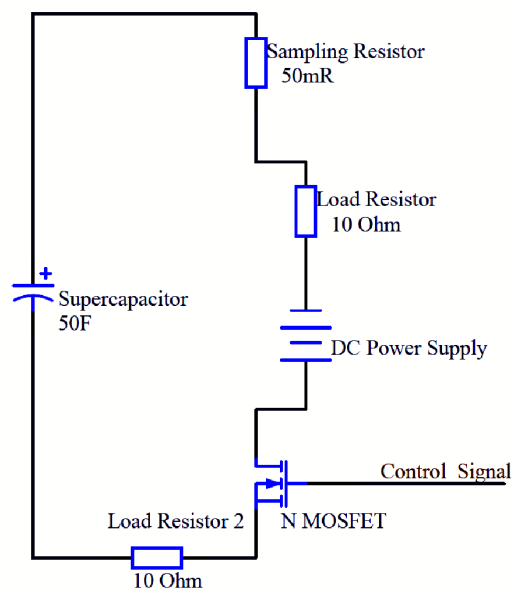 Sampling Resistor
50mR
Load Resistor
10 Ohm
+
Supercapacitor
50F
DC Power Supply
Control Signal
Load Resistor 2
N MOSFET
10 Ohm